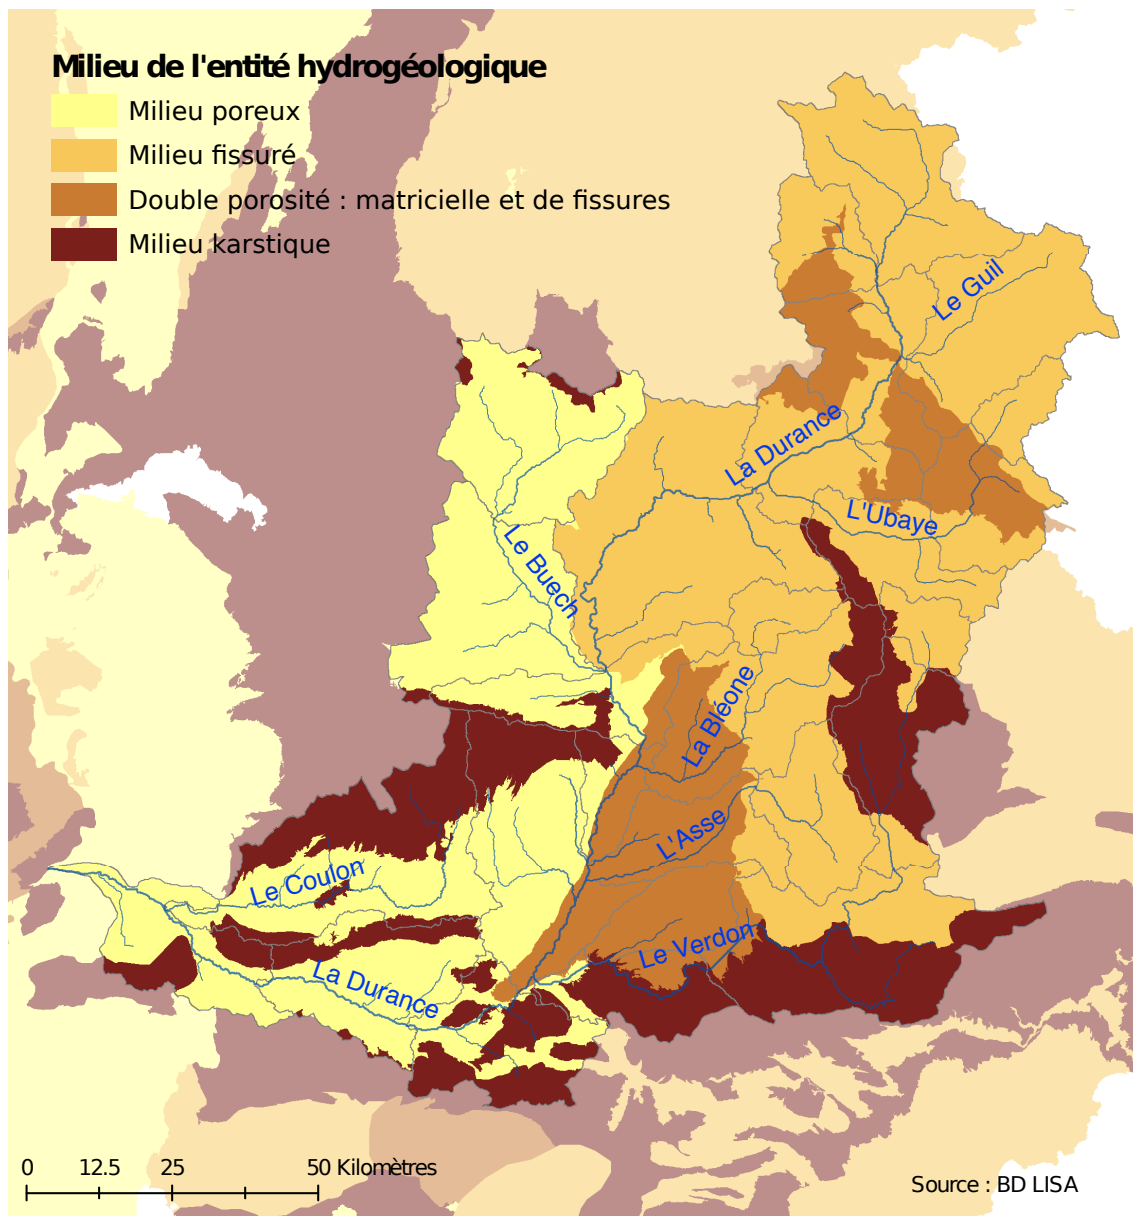 Milieu de l'entité hydrogéologique
Milieu poreux
Milieu fissuré
Double porosité : matricielle et de fissures
Milieu karstique
Le Guil
La Durance
L'Ubaye
Le Buech
La Bléone
L'Asse
Le Coulon
Le Verdon
La Durance
0 12.5 25 50 Kilomètres
Source : BD LISA